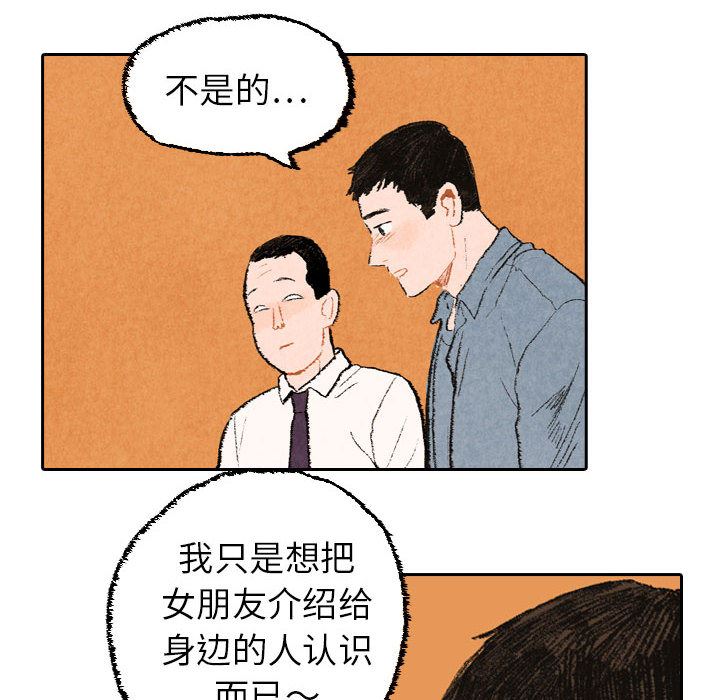 不是的...
我只是想把
女朋友介绍给
身边的人认识
而已～